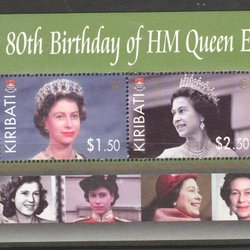 80th Birthday of HM Queen E
KIRIBATI
$1.50
KIRIBATI
$2.50